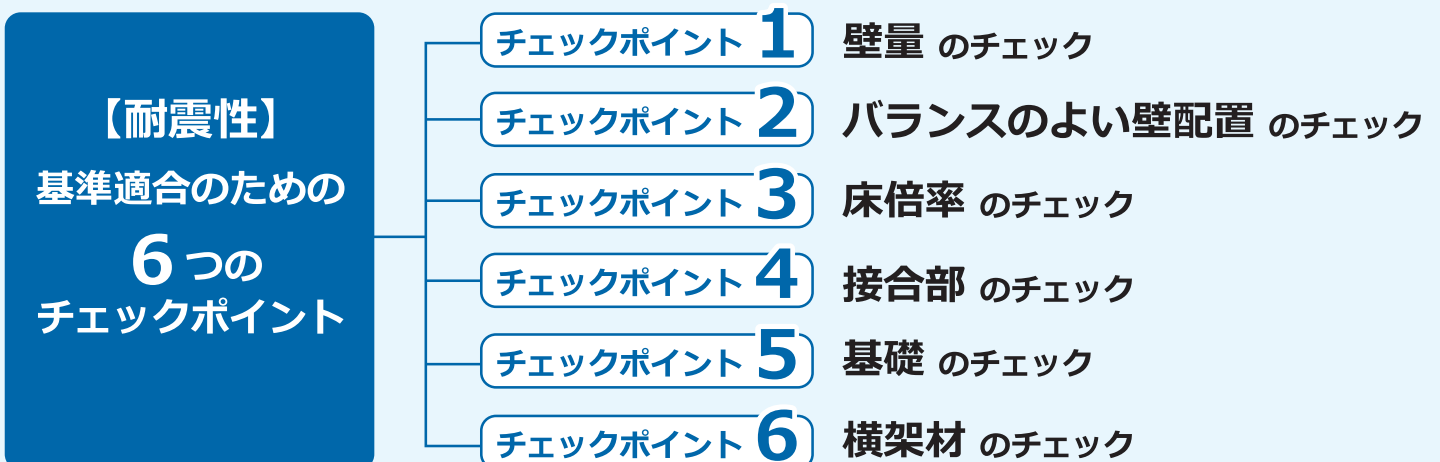 【耐震性】
基準適合のための
6つの
チェックポイント
チェックポイント 1 壁量 のチェック
チェックポイント 2 バランスのよい壁配置 のチェック
チェックポイント 3 床倍率 のチェック
チェックポイント 4 接合部 のチェック
チェックポイント 5 基礎 のチェック
チェックポイント 6 横架材 のチェック